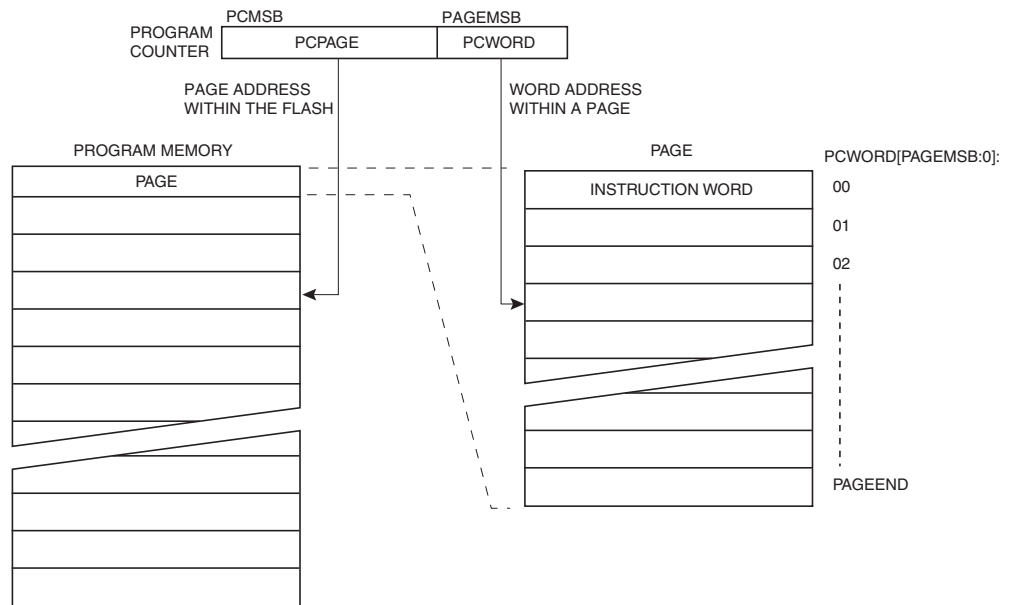 PCMSB
PAGEMSB
PROGRAM
COUNTER
PCPAGE
PCWORD
PAGE ADDRESS
WITHIN THE FLASH
WORD ADDRESS
WITHIN A PAGE
PROGRAM MEMORY
PAGE
PAGE
INSTRUCTION WORD
PCWORD[PAGEMSB:0]:
00
01
02
PAGEEND